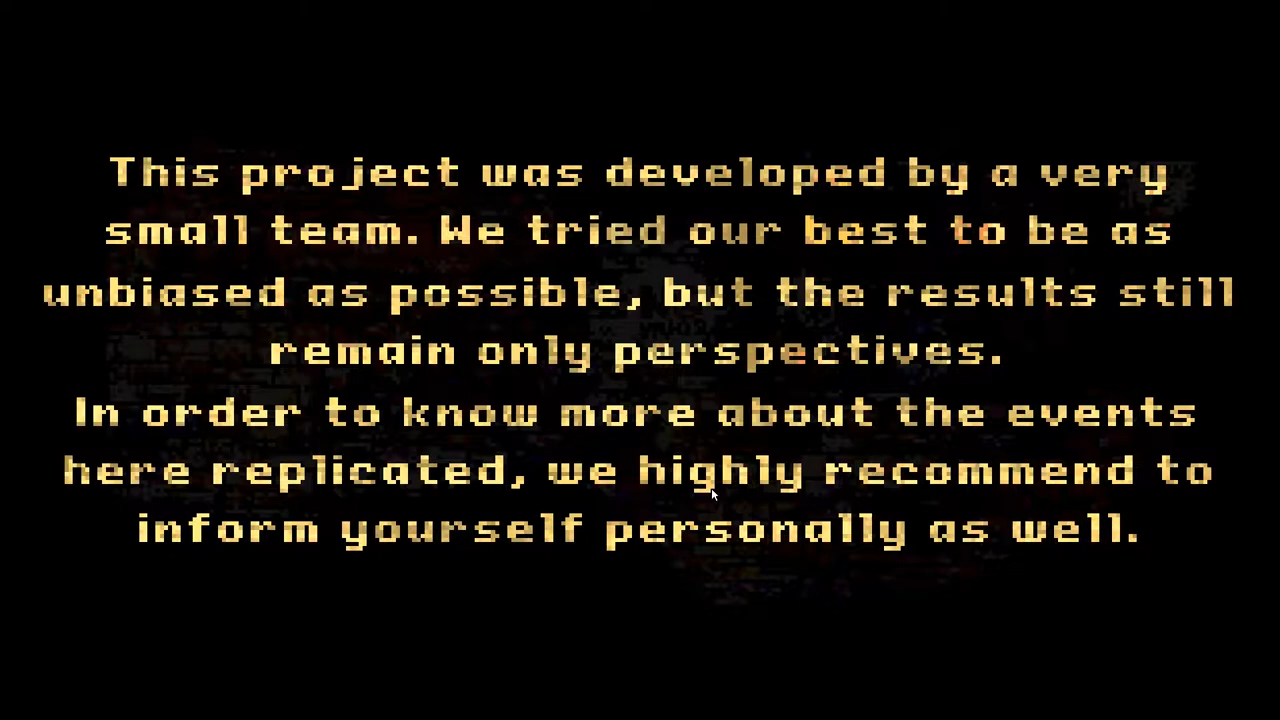 This project was developed by a very
small team. We tried our best to be as
unbiased as possible, but the results still
remain only perspectives.
In order to know more about the events
here replicated, we highly recommend to
inform yourself personally as well.